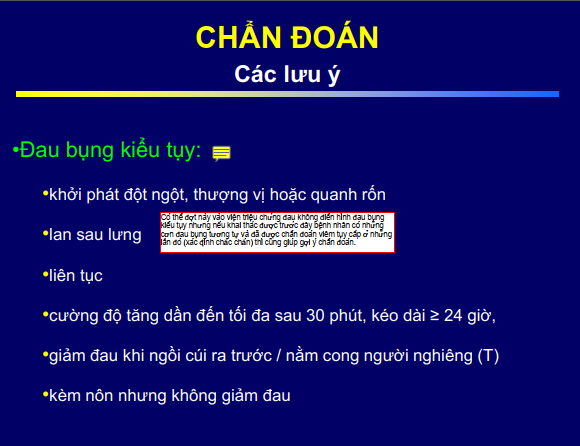 CHẨN ĐOÁN
Các lưu ý
•Đau bụng kiểu tụy:
•khởi phát đột ngột, thượng vị hoặc quanh rốn
Có thể đợt này vào viện triệu chứng đau không điển hình đau bụng
kiểu tụy nhưng nếu khai thác được trước đây bệnh nhân có những
cơn đau bụng tương tự và đã được chẩn đoán viêm tụy cấp ở những
lần đó (xác định chắc chắn) thì cũng giúp gợi ý chẩn đoán.
•lan sau lưng
•liên tục
•cường độ tăng dần đến tối đa sau 30 phút, kéo dài ≥ 24 giờ,
•giảm đau khi ngồi cúi ra trước / nằm cong người nghiêng (T)
•kèm nôn nhưng không giảm đau